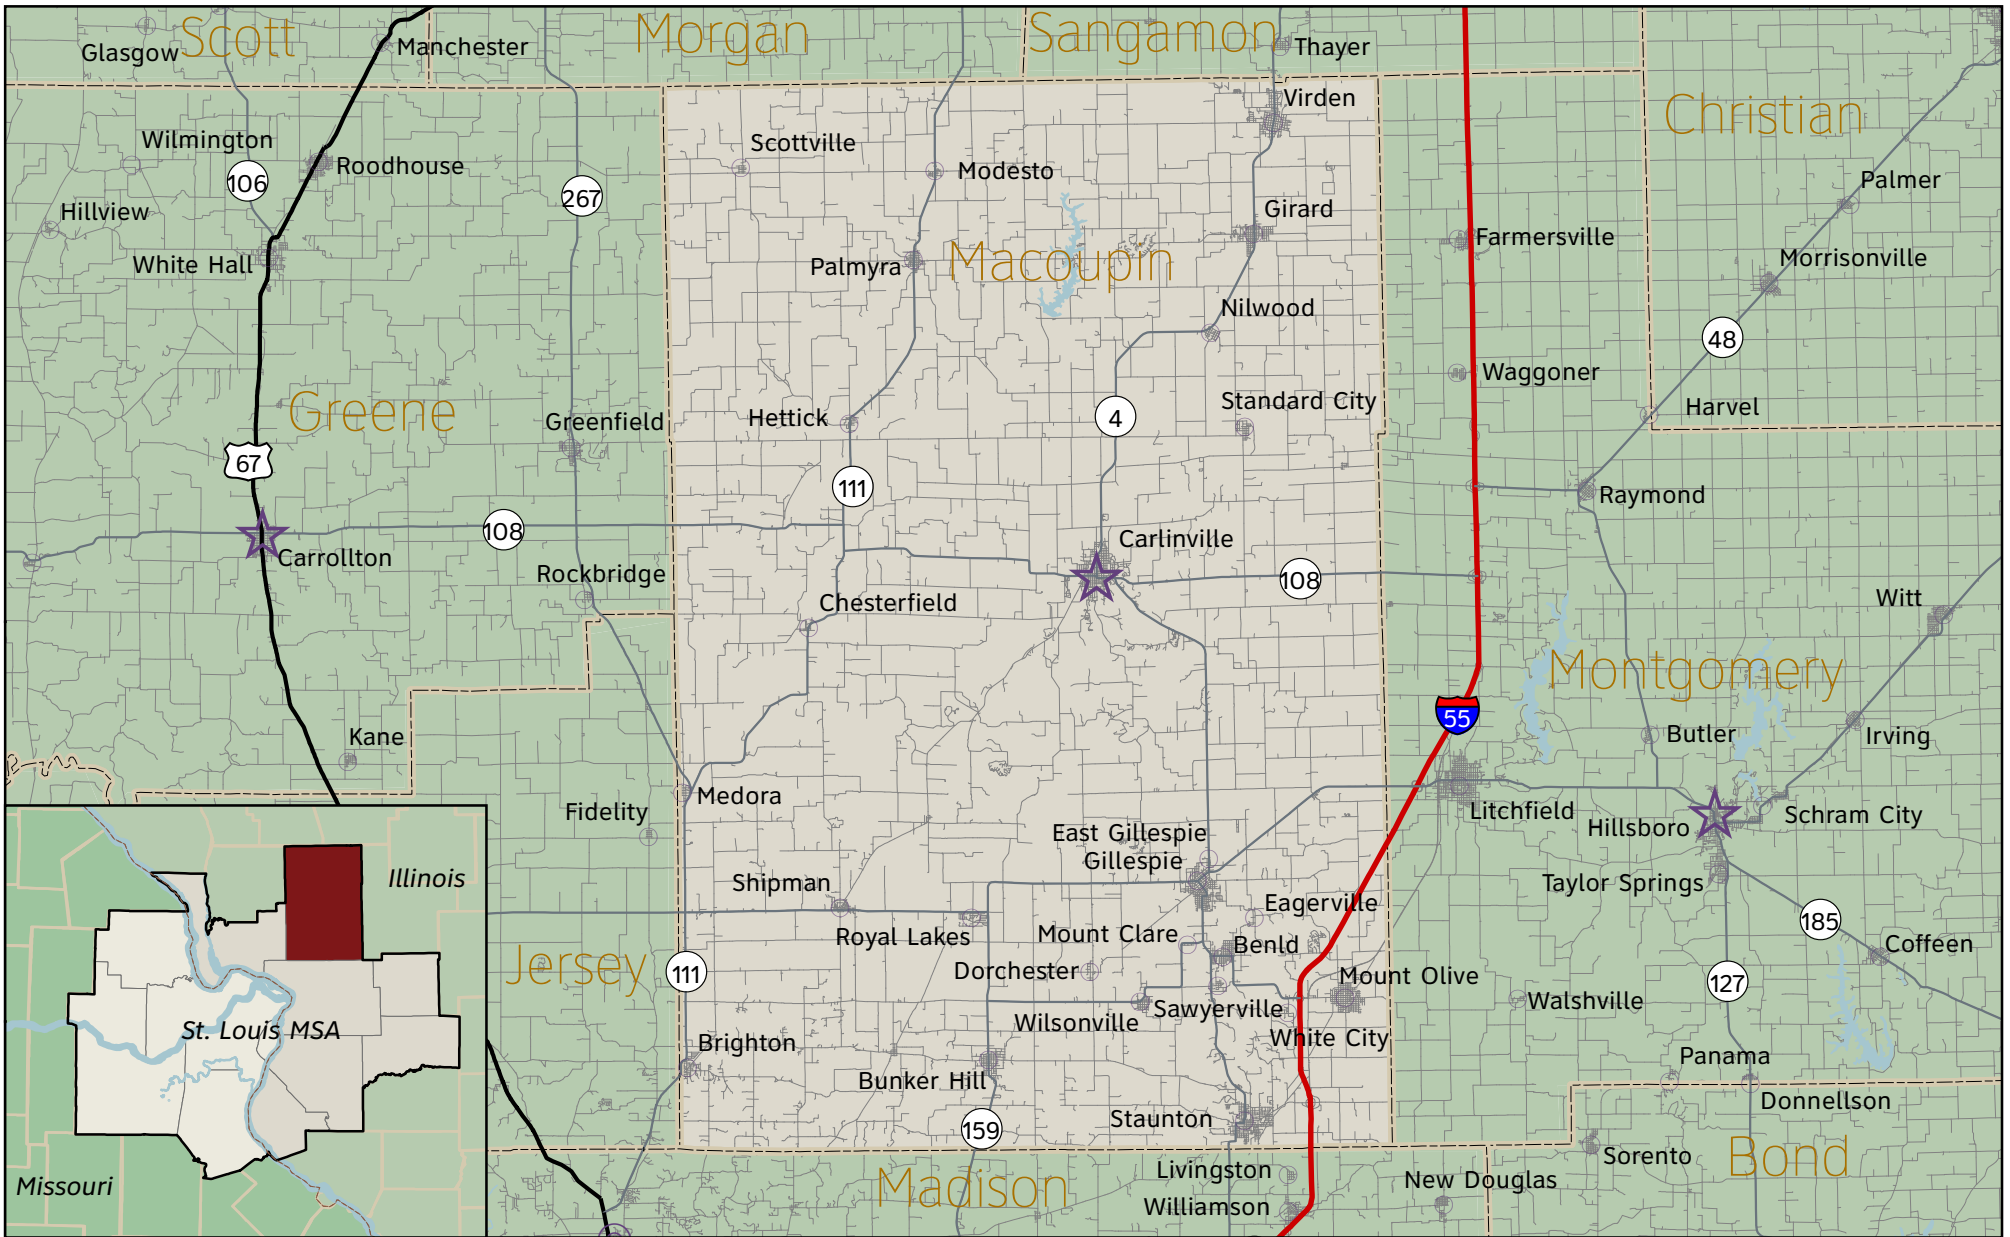 Scott
Morgan
Sangamon
Glasgow
Manchester
Thayer
Virden
Christian
Wilmington
Scottville
Roodhouse
Modesto
106
267
Palmer
Hillview
Girard
White Hall
Palmyra
Macoupin
Farmersville
Morrisonville
Nilwood
48
Waggoner
Greene
Greenfield
Hettick
4
Standard City
Harvel
67
111
Raymond
108
Carrollton
Carlinville
Rockbridge
108
Chesterfield
Witt
Montgomery
55
Kane
Butler
Irving
Medora
Fidelity
Litchfield
Hillsboro
Schram City
East Gillespie
Gillespie
Illinois
Shipman
Taylor Springs
Eagerville
185
Royal Lakes
Mount Clare
Benld
Coffeen
Jersey
111
Dorchester
Mount Olive
127
Walshville
Sawyerville
Wilsonville
St. Louis MSA
White City
Brighton
Panama
Bunker Hill
Donnellson
Staunton
159
Sorento
Bond
Livingston
New Douglas
Missouri
Madison
Williamson